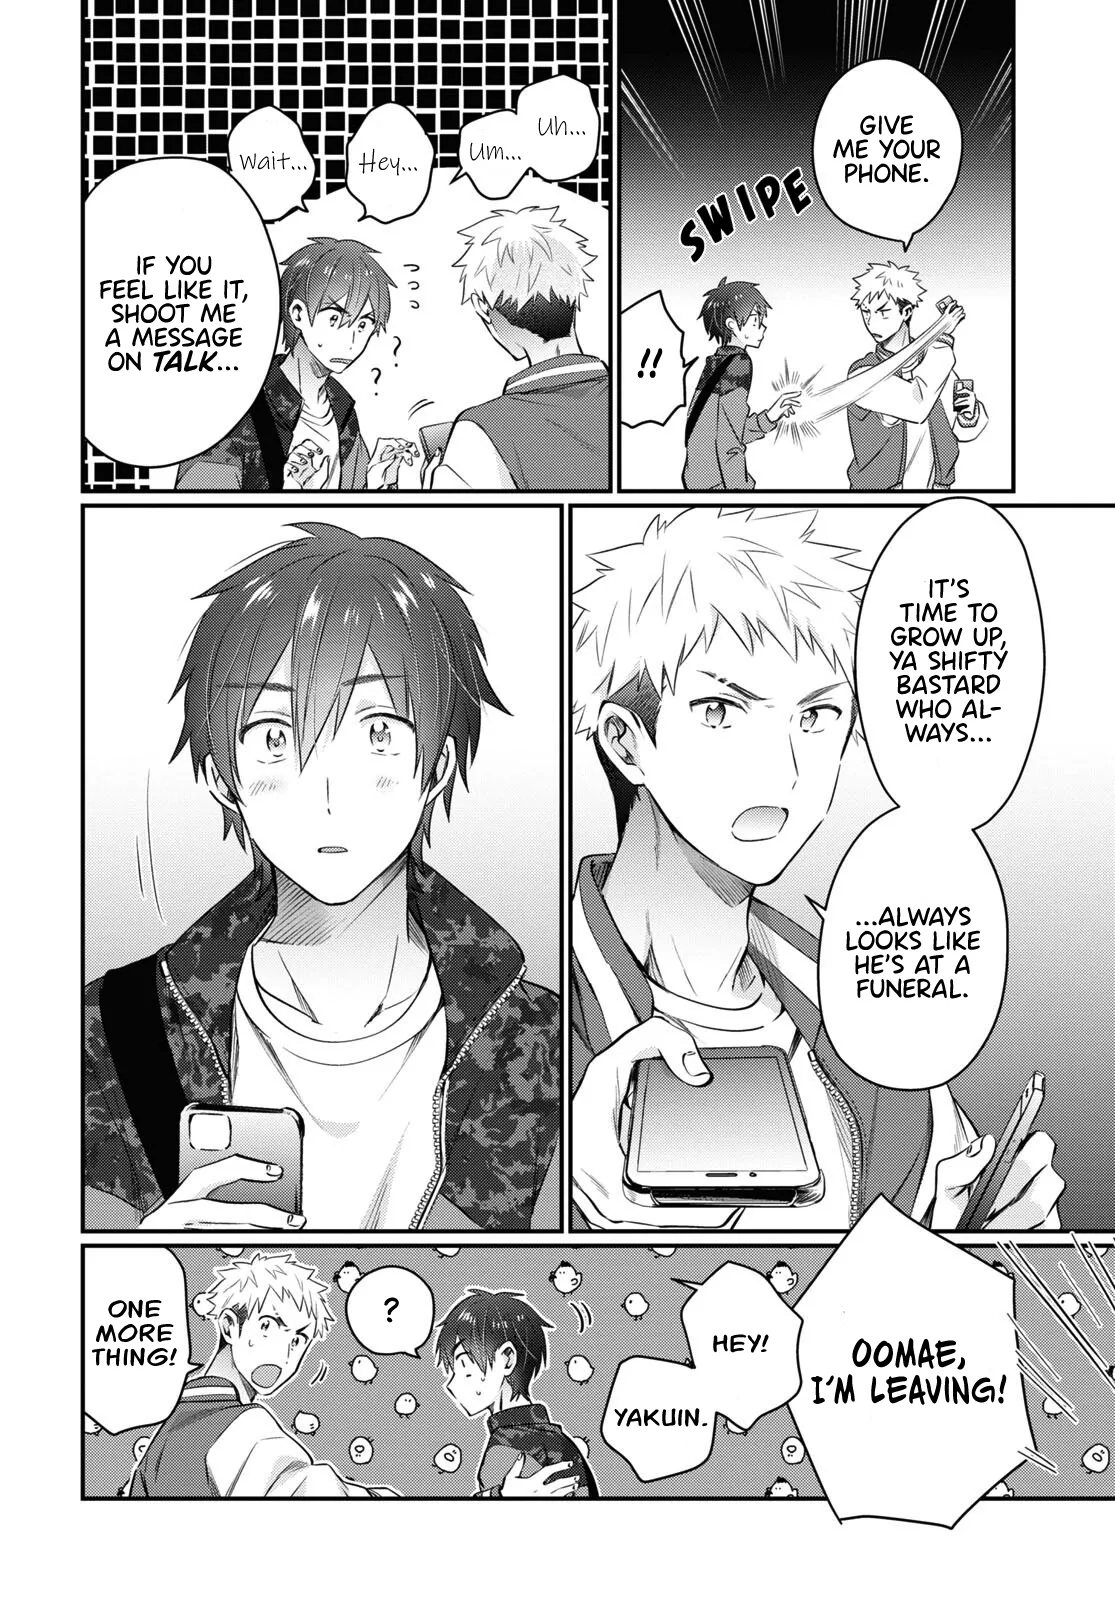 GIVE
ME YOUR
PHONE.
SWIPE
!!
Uh...
Um...
Hey...
Wait...
IF YOU
FEEL LIKE IT,
SHOOT ME
A MESSAGE
ON TALK...
?
?
IT'S
TIME TO
GROW UP,
YA SHIFTY
BASTARD
WHO AL-
WAYS...
...ALWAYS
LOOKS LIKE
HE'S AT A
FUNERAL.
OOMAE,
I'M LEAVING!
HEY!
YAKUIN.
?
ONE
MORE
THING!